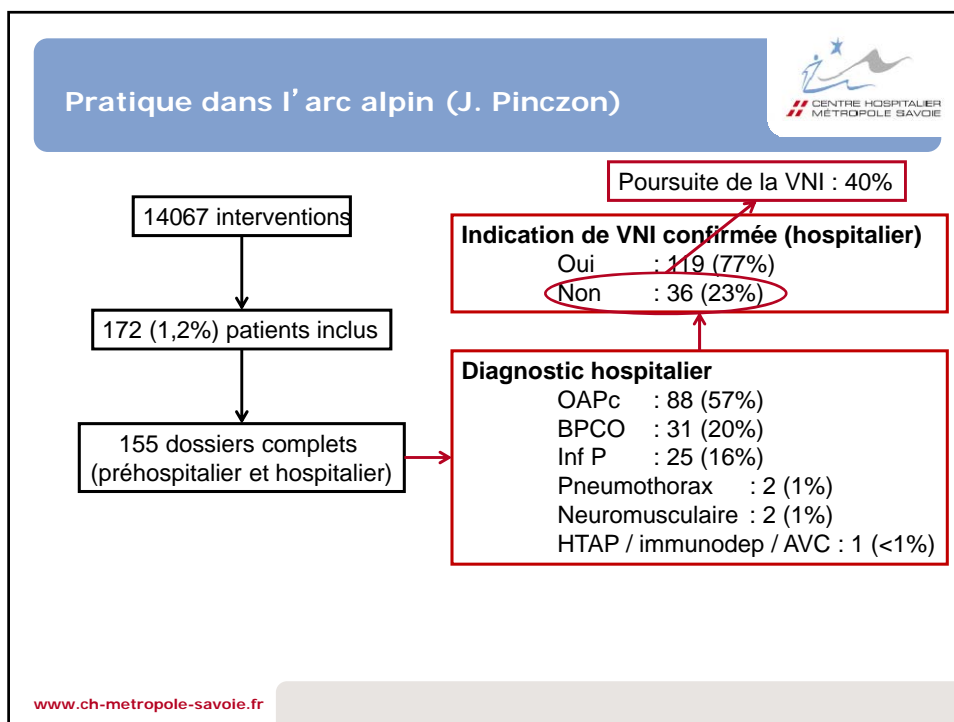 Pratique dans l'arc alpin (J. Pinczon)
CENTRE HOSPITALIER
MÉTROPOLE SAVOIE
14067 interventions
172 (1,2%) patients inclus
155 dossiers complets
(préhospitalier et hospitalier)
Poursuite de la VNI : 40%
Indication de VNI confirmée (hospitalier)
Oui : 119 (77%)
Non : 36 (23%)
Diagnostic hospitalier
OAPc : 88 (57%)
BPCO : 31 (20%)
Inf P : 25 (16%)
Pneumothorax : 2 (1%)
Neuromusculaire : 2 (1%)
HTAP / immunodep / AVC : 1 (<1%)
www.ch-metropole-savoie.fr